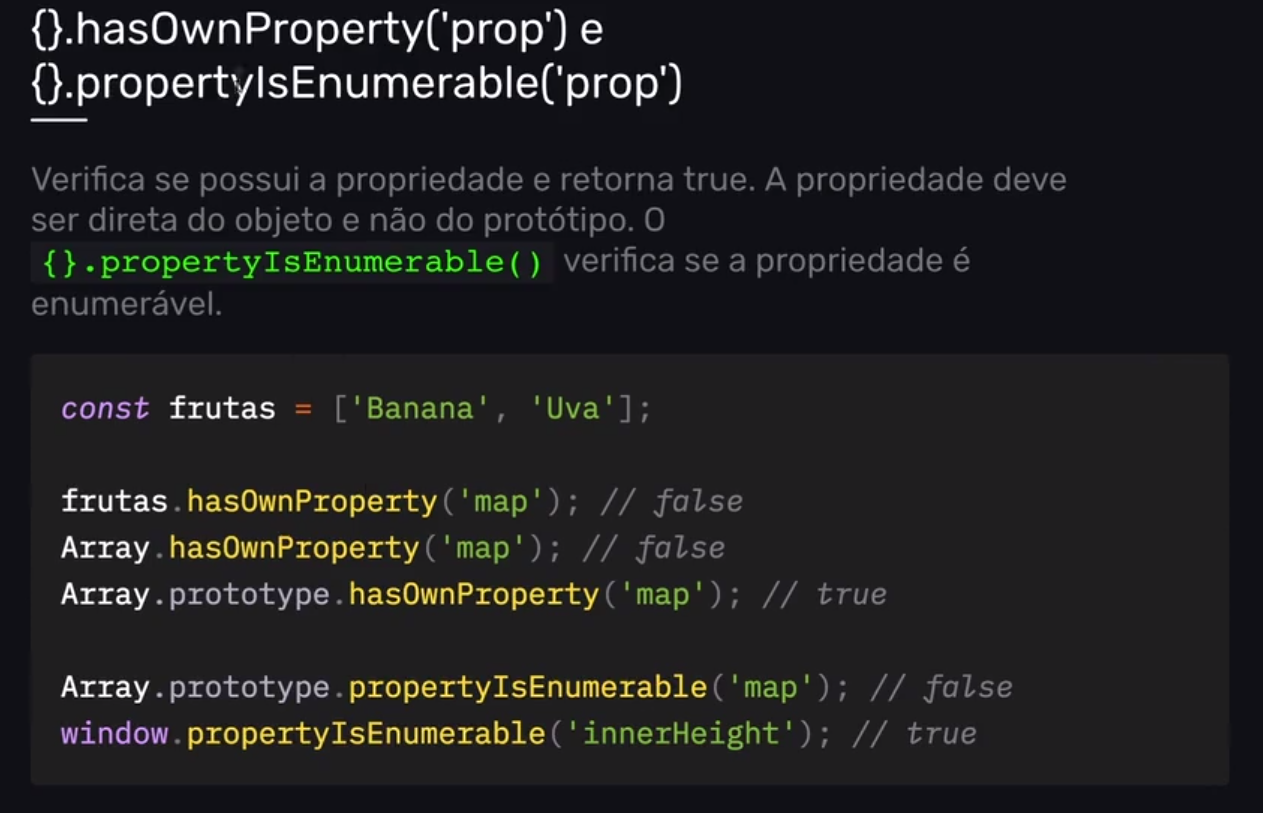 {}.hasOwnProperty('prop') e
{}.propertyIsEnumerable('prop')
Verifica se possui a propriedade e retorna true. A propriedade deve
ser direta do objeto e não do protótipo. O
{}.propertyIsEnumerable() verifica se a propriedade é
enumerável.
const frutas = ['Banana', 'Uva'];
frutas.hasOwnProperty('map'); // false
Array.hasOwnProperty('map'); // false
Array.prototype.hasOwnProperty('map'); // true
Array.prototype.propertyIsEnumerable('map'); // false
window.propertyIsEnumerable('innerHeight'); // true